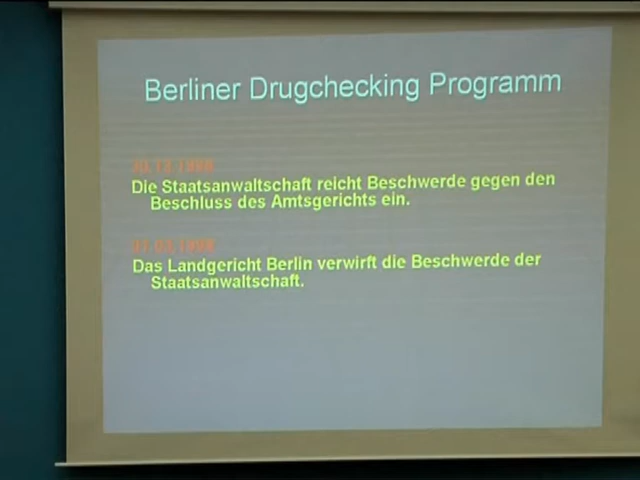 Berliner Drugchecking Programm
Die Staatsanwaltschaft reicht Beschwerde gegen den
Beschluss des Amtsgerichts ein.
Das Landgericht Berlin verwirft die Beschwerde der
Staatsanwaltschaft.